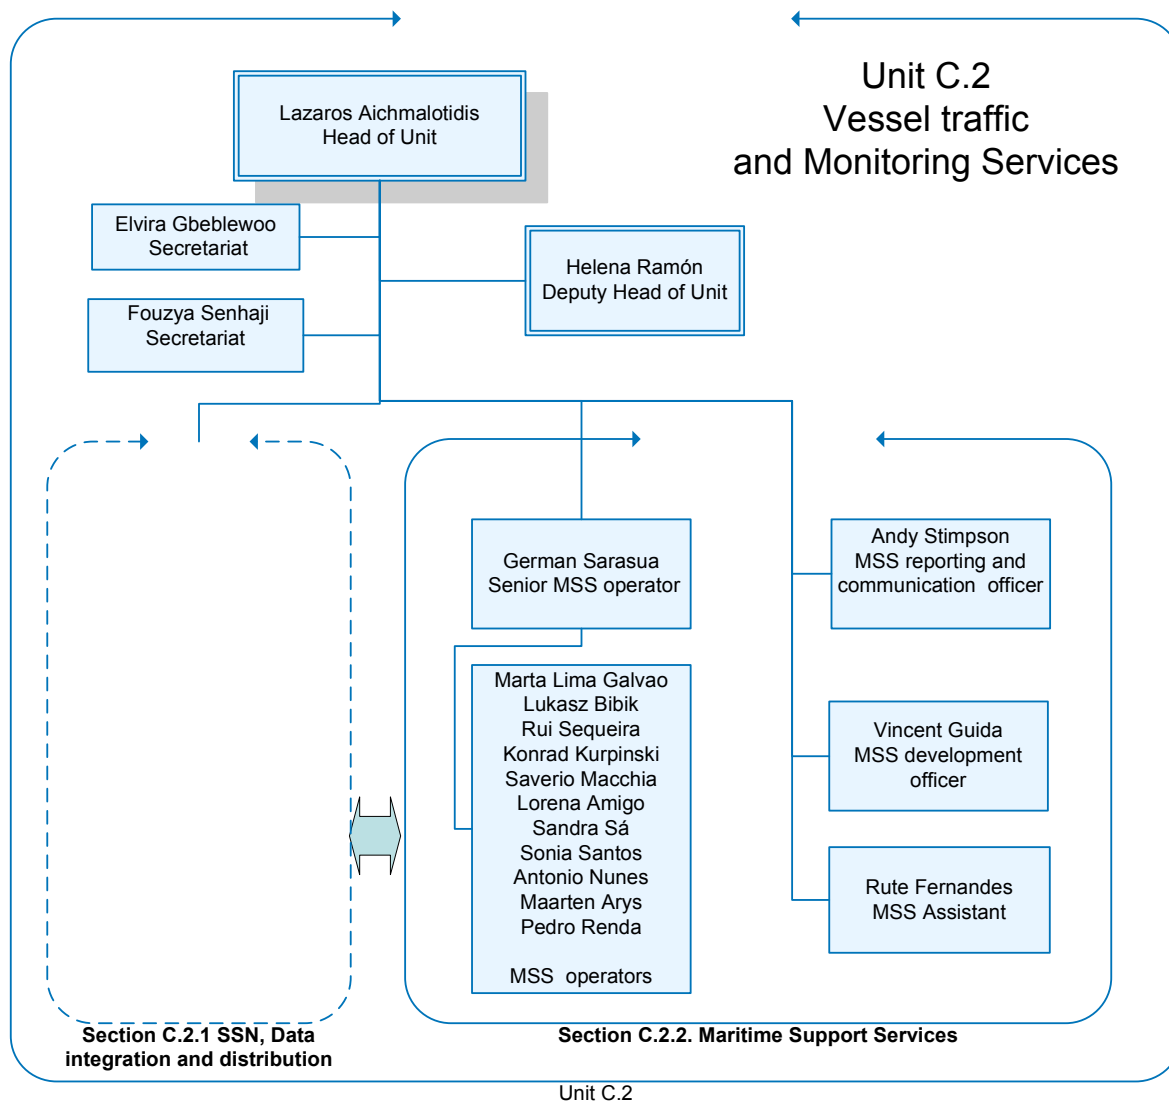 Unit C.2
Vessel traffic
and Monitoring Services
Lazaros Aichmalotidis
Head of Unit
Elvira Gbeblewoo
Secretariat
Helena Ramón
Deputy Head of Unit
Fouzya Senhaji
Secretariat
German Sarasua
Senior MSS operator
Andy Stimpson
MSS reporting and
communication officer
Marta Lima Galvao
Lukasz Bibik
Rui Sequeira
Konrad Kurpinski
Saverio Macchia
Lorena Amigo
Sandra Sá
Sonia Santos
Antonio Nunes
Maarten Arys
Pedro Renda
MSS operators
Vincent Guida
MSS development
officer
Rute Fernandes
MSS Assistant
Section C.2.1 SSN, Data
integration and distribution
Section C.2.2. Maritime Support Services
Unit C.2